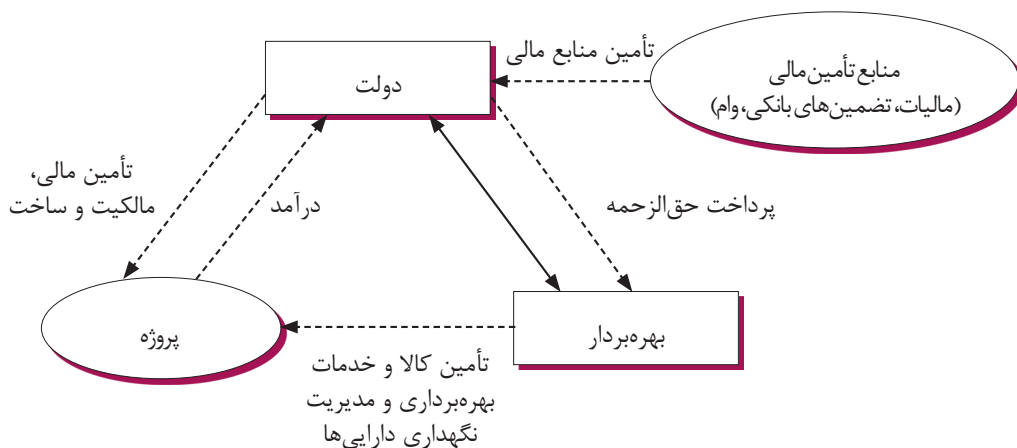 تأمین منابع مالی
منابع تأمین‌مالی
(مالیات، تضمین‌های بانکی، وام)
دولت
تأمین مالی،
مالکیت و ساخت
درآمد
پرداخت حق‌الزحمه
پروژه
بهره‌بردار
تأمین کالا و خدمات
بهره‌برداری و مدیریت
نگهداری دارایی‌ها